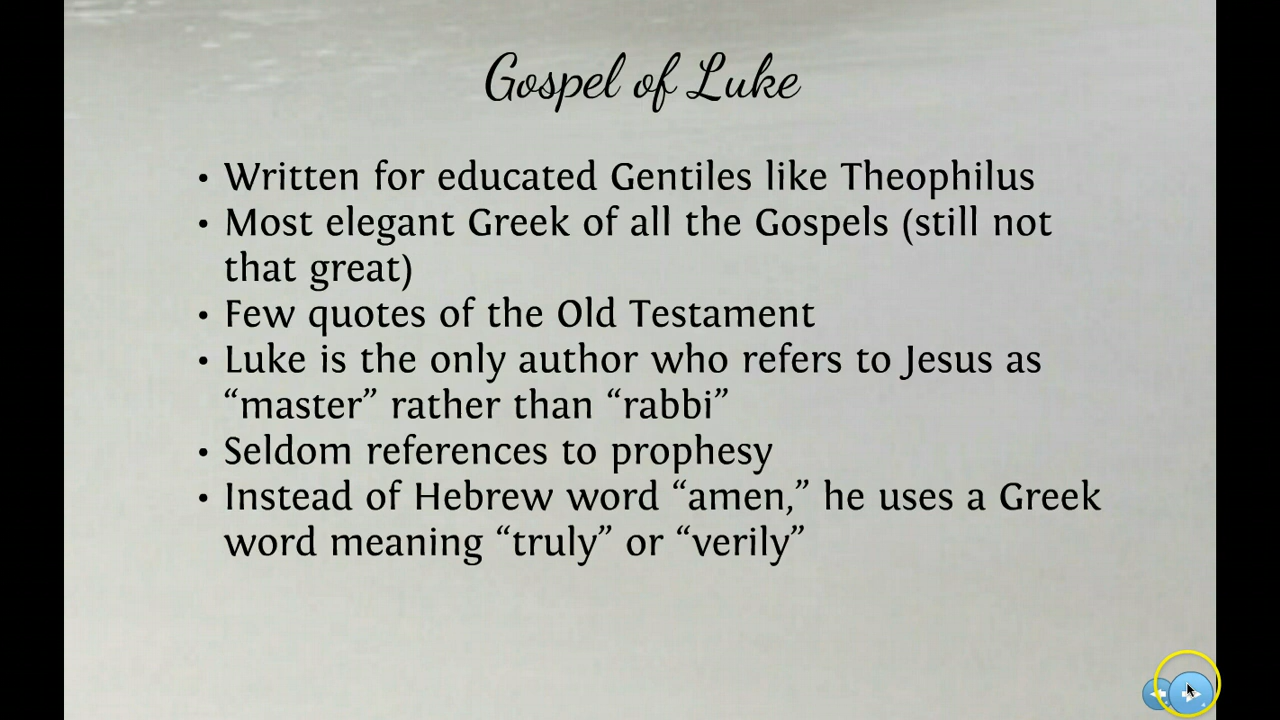 Gospel of Luke
• Written for educated Gentiles like Theophilus
• Most elegant Greek of all the Gospels (still not
that great)
• Few quotes of the Old Testament
• Luke is the only author who refers to Jesus as
“master” rather than “rabbi”
• Seldom references to prophesy
• Instead of Hebrew word “amen,” he uses a Greek
word meaning “truly” or “verily”